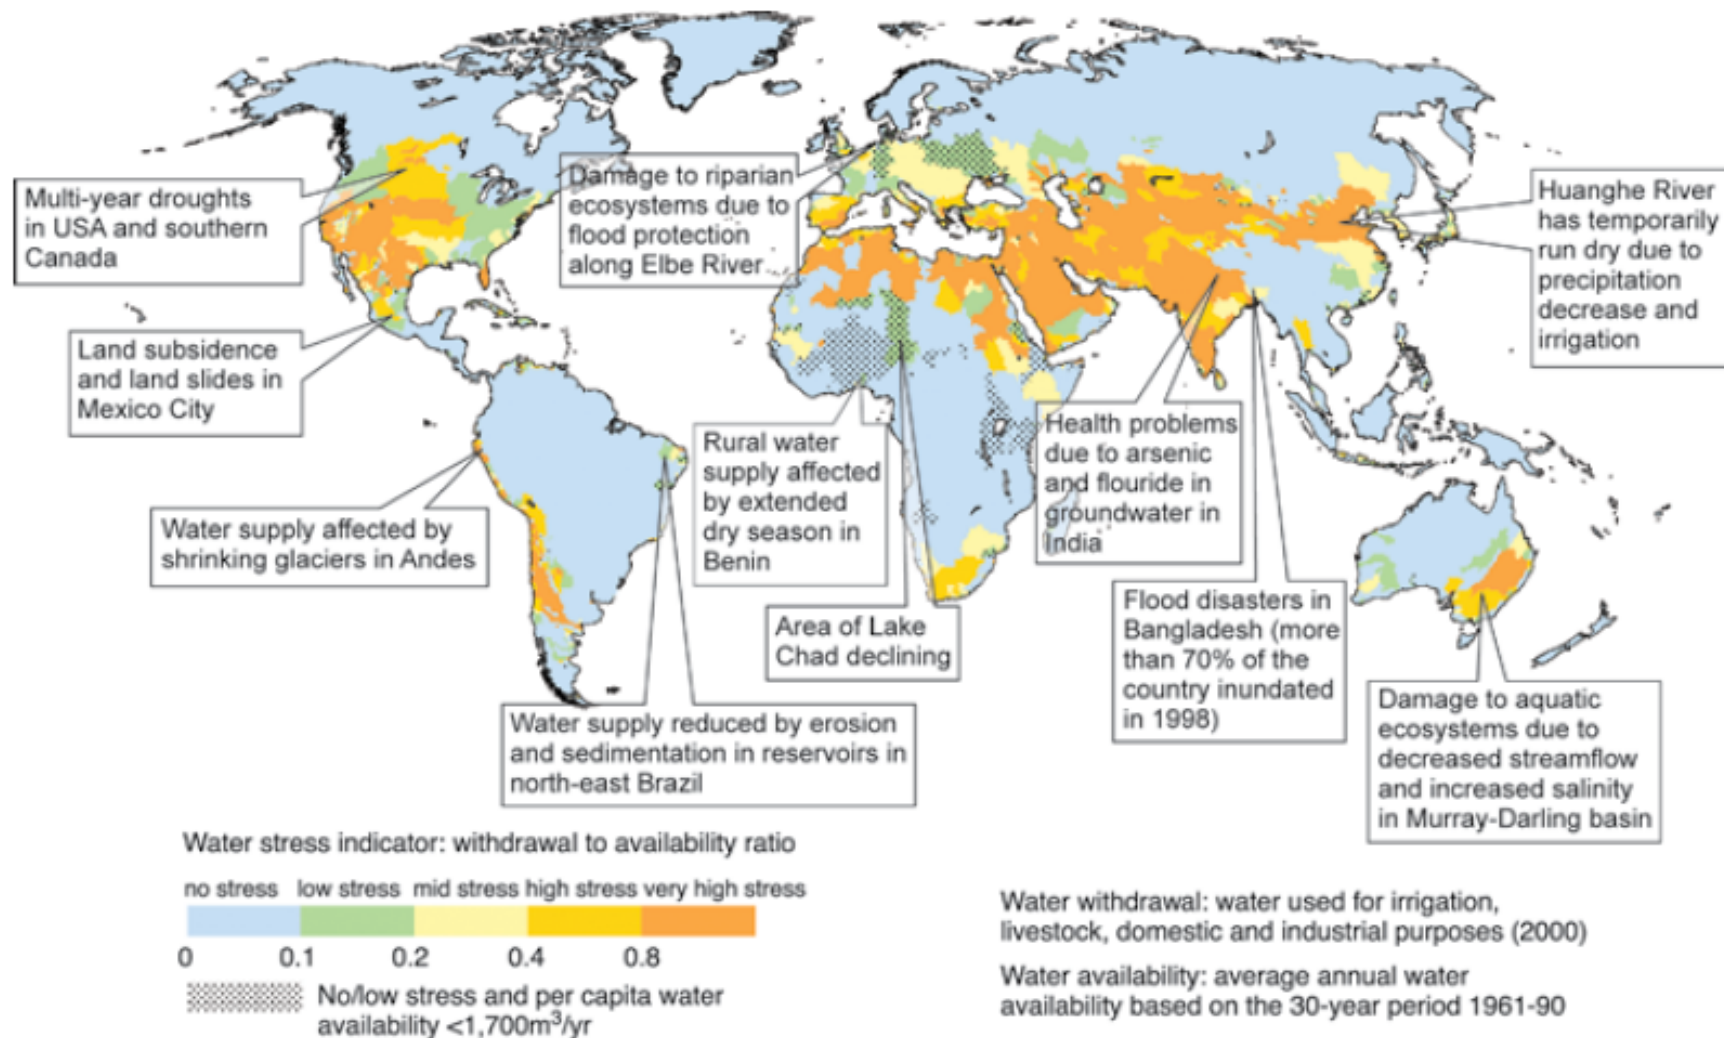 Multi-year droughts
in USA and southern
Canada
Damage to riparian
ecosystems due to
flood protection
along Elbe River
Huanghe River
has temporarily
run dry due to
precipitation
decrease and
irrigation
Land subsidence
and land slides in
Mexico City
Water supply affected by
shrinking glaciers in Andes
Rural water
supply affected
by extended
dry season in
Benin
Health problems
due to arsenic
and flouride in
groundwater in
India
Area of Lake
Chad declining
Flood disasters in
Bangladesh (more
than 70% of the
country inundated
in 1998)
Water supply reduced by erosion
and sedimentation in reservoirs in
north-east Brazil
Damage to aquatic
ecosystems due to
decreased streamflow
and increased salinity
in Murray-Darling basin
Water stress indicator: withdrawal to availability ratio
no stress low stress mid stress high stress very high stress
0 0.1 0.2 0.4 0.8
No/low stress and per capita water
availability <1,700m³/yr
Water withdrawal: water used for irrigation,
livestock, domestic and industrial purposes (2000)
Water availability: average annual water
availability based on the 30-year period 1961-90